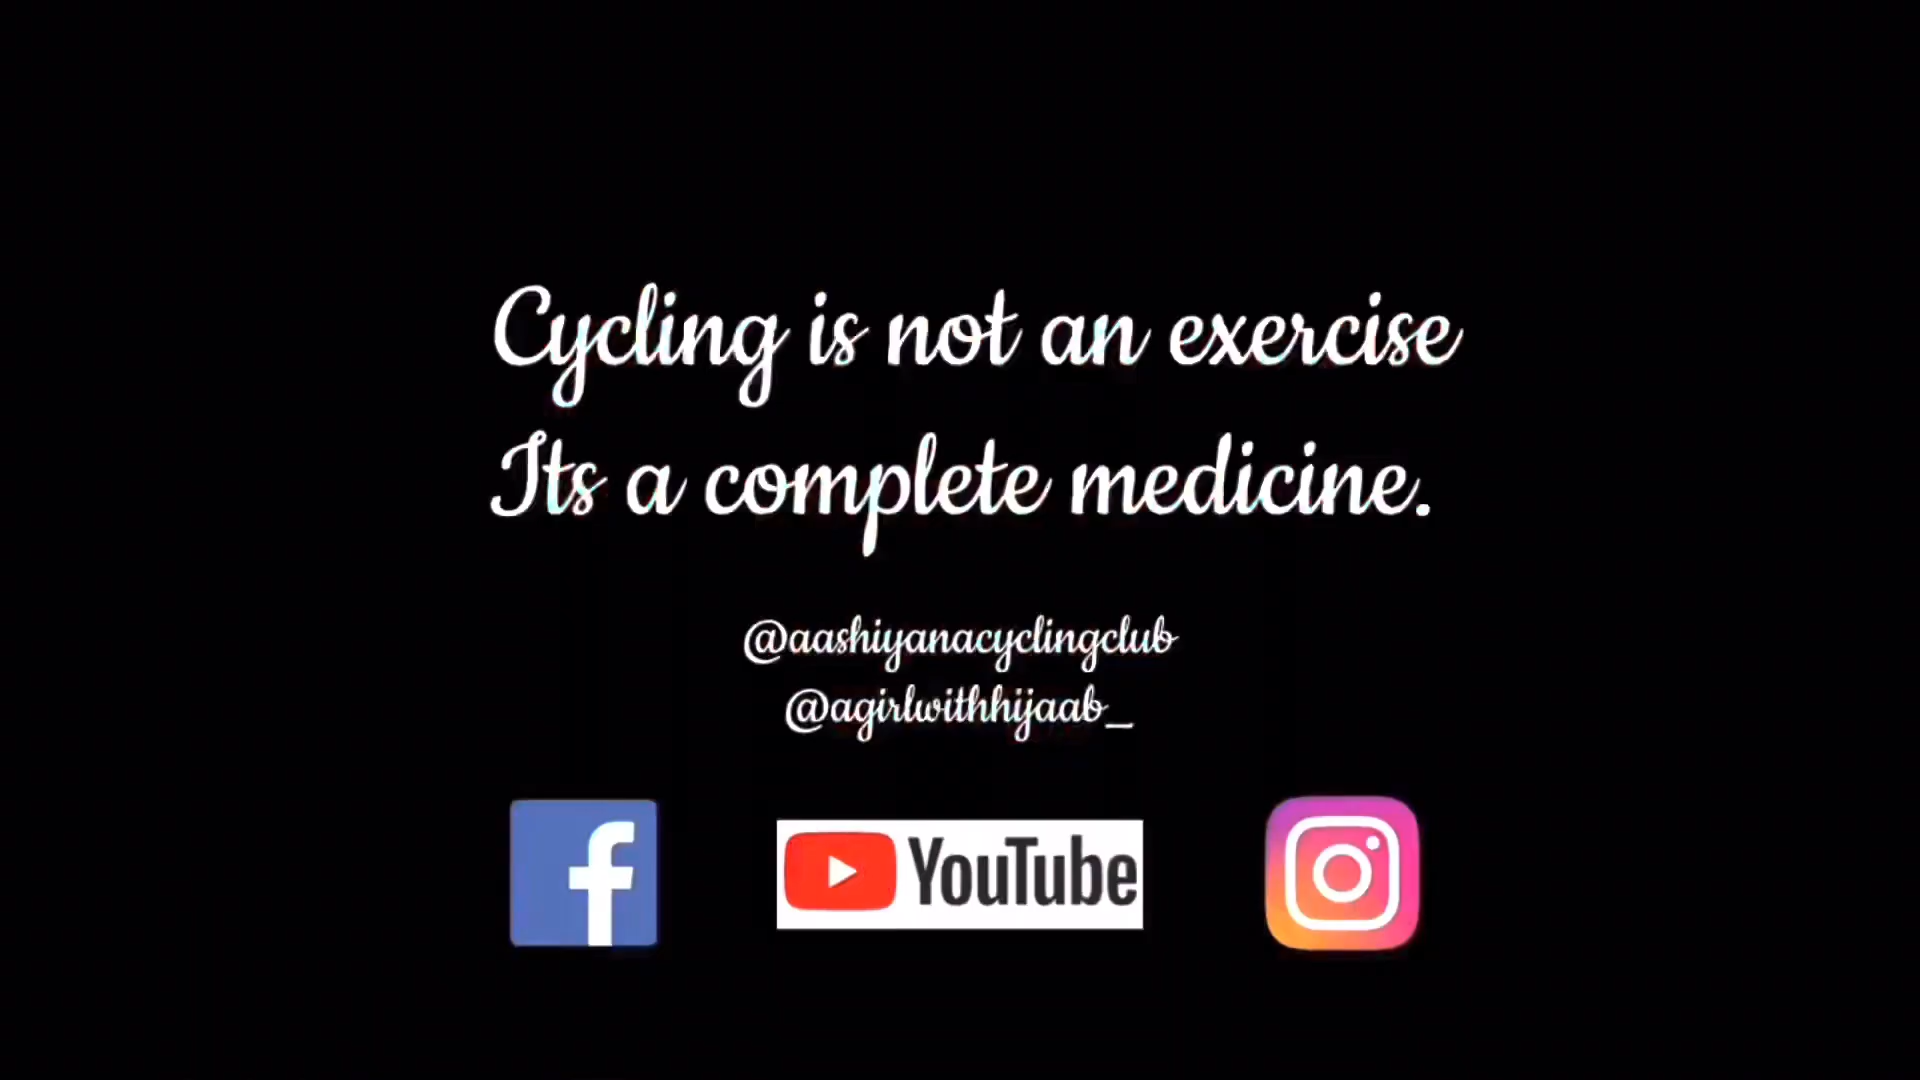 Cycling is not an exercise
Its a complete medicine.
@aashiyanacyclingclub
@agirlwithhijaab_
f
YouTube